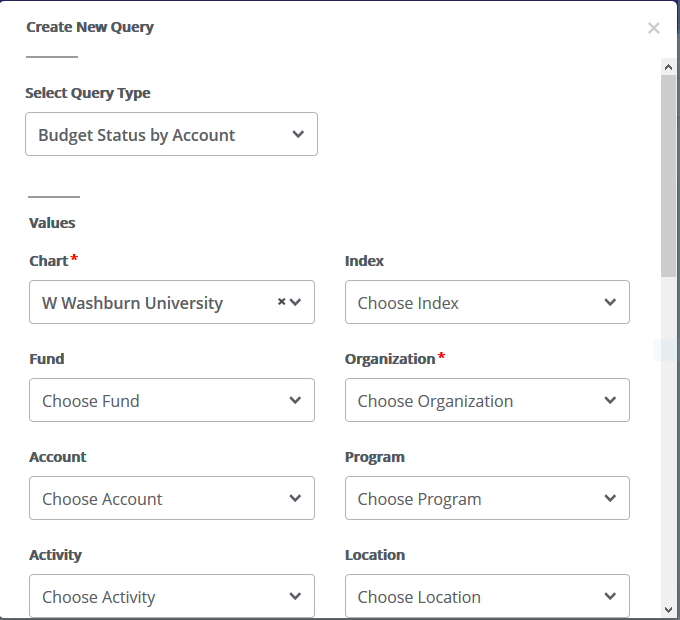 Create New Query ×
Select Query Type
Budget Status by Account
Values
Chart* Index
W Washburn University × Choose Index
Fund Organization*
Choose Fund Choose Organization
Account Program
Choose Account Choose Program
Activity Location
Choose Activity Choose Location